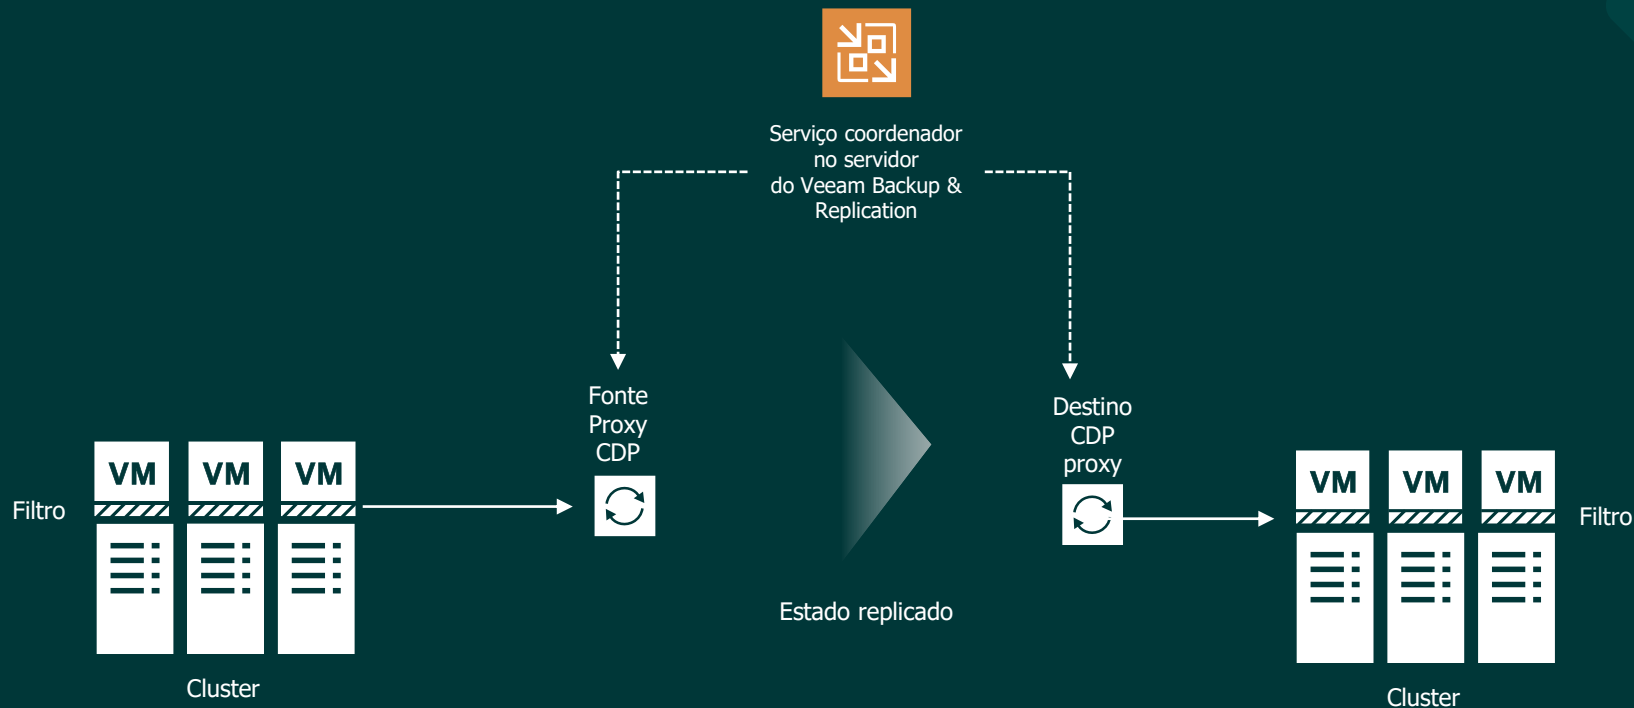 Serviço coordenador
no servidor
do Veeam Backup &
Replication
Fonte
Proxy
CDP
Destino
CDP
proxy
VM VM VM
Filtro
Cluster
Estado replicado
VM VM VM
Filtro
Cluster